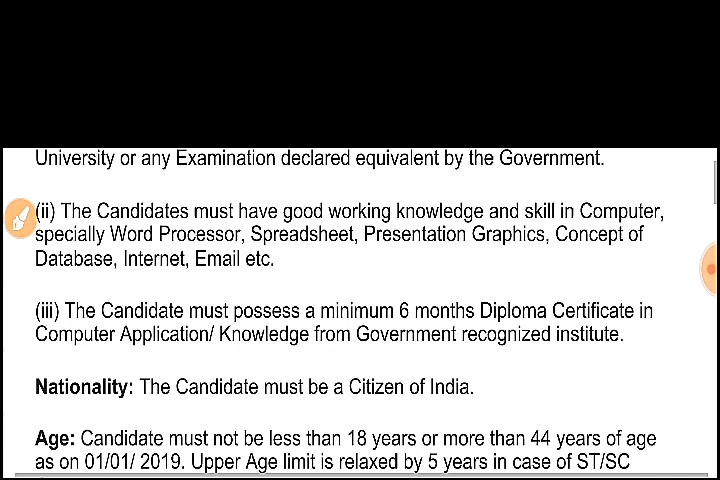 University or any Examination declared equivalent by the Government.
(ii) The Candidates must have good working knowledge and skill in Computer,
specially Word Processor, Spreadsheet, Presentation Graphics, Concept of
Database, Internet, Email etc.
(iii) The Candidate must possess a minimum 6 months Diploma Certificate in
Computer Application/ Knowledge from Government recognized institute.
Nationality: The Candidate must be a Citizen of India.
Age: Candidate must not be less than 18 years or more than 44 years of age
as on 01/01/ 2019. Upper Age limit is relaxed by 5 years in case of ST/SC